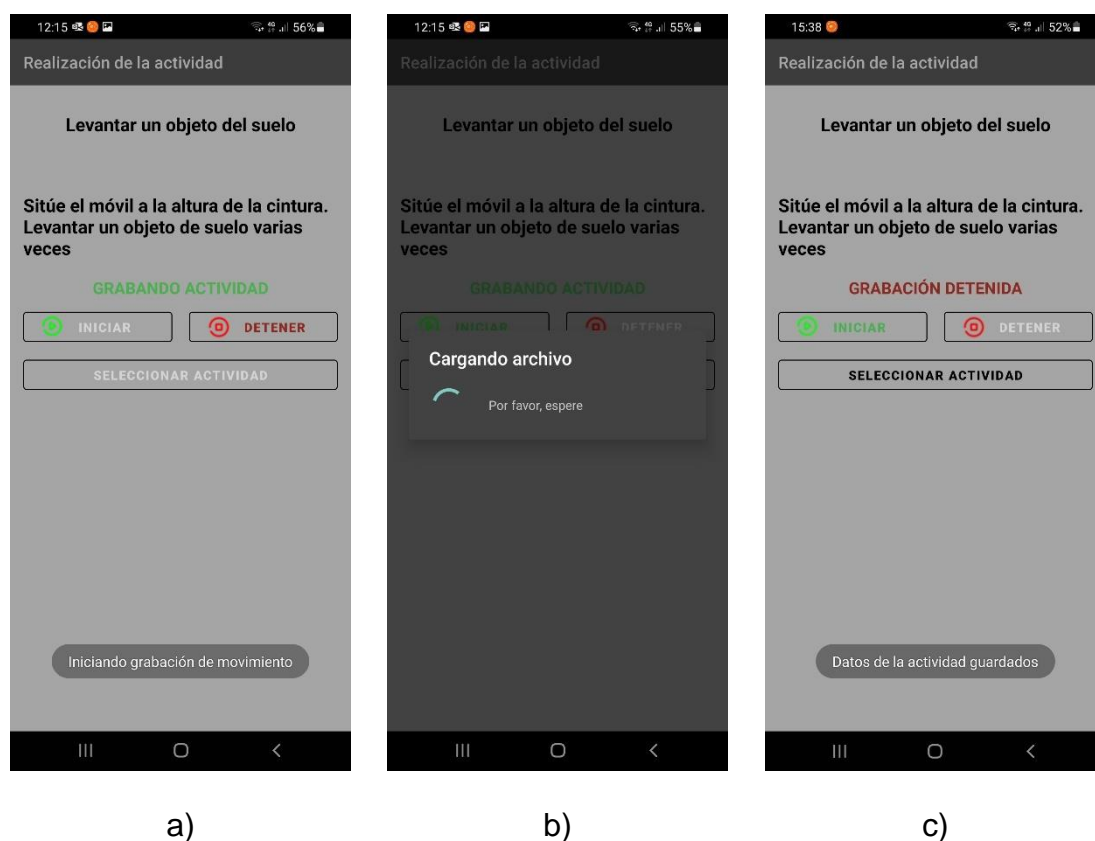 12:15 56%
Realización de la actividad
Levantar un objeto del suelo
Sitúe el móvil a la altura de la cintura.
Levantar un objeto de suelo varias
veces
GRABANDO ACTIVIDAD
INICIAR DETENER
SELECCIONAR ACTIVIDAD
Iniciando grabación de movimiento
a)
12:15 55%
Realización de la actividad
Levantar un objeto del suelo
Sitúe el móvil a la altura de la cintura.
Levantar un objeto de suelo varias
veces
GRABANDO ACTIVIDAD
INICIAR DETENER
Cargando archivo
Por favor, espere
b)
15:38 52%
Realización de la actividad
Levantar un objeto del suelo
Sitúe el móvil a la altura de la cintura.
Levantar un objeto de suelo varias
veces
GRABACIÓN DETENIDA
INICIAR DETENER
SELECCIONAR ACTIVIDAD
Datos de la actividad guardados
c)